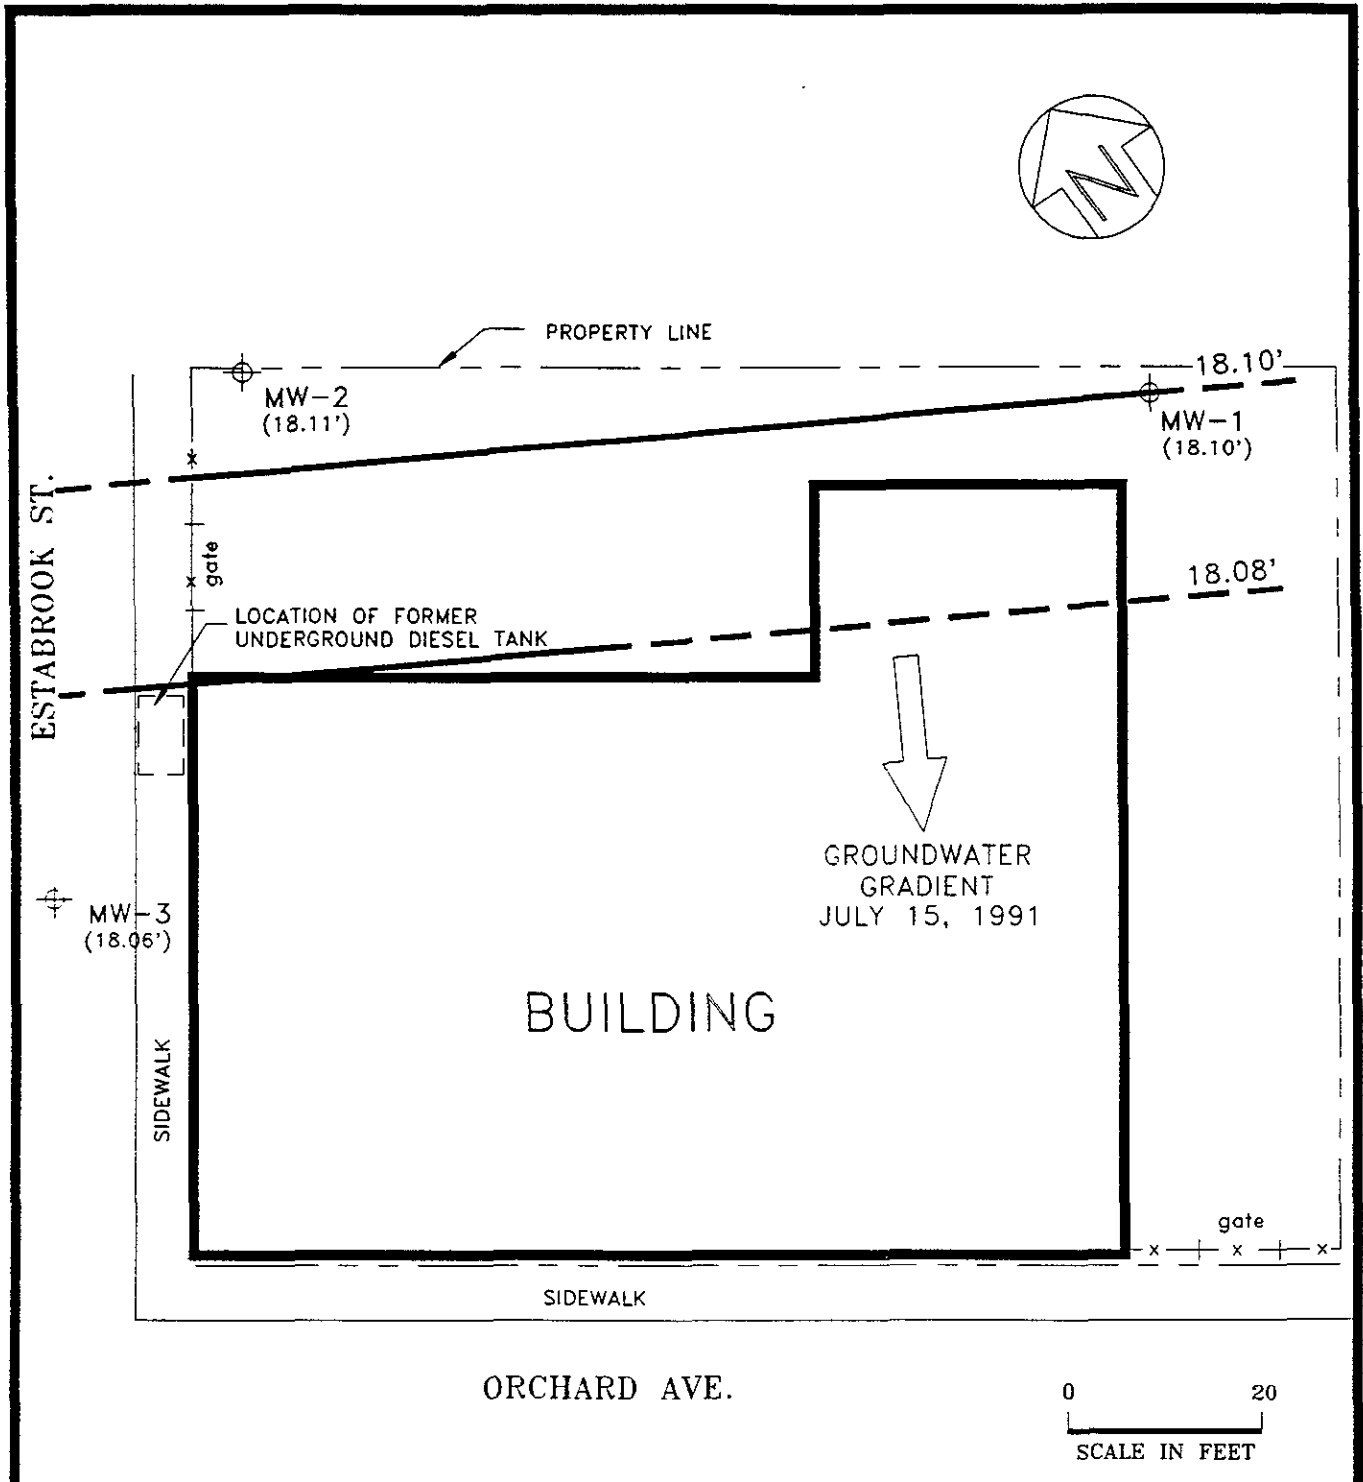 N
PROPERTY LINE
18.10'
MW-2
(18.11')
MW-1
(18.10')
x
ESTABROOK ST.
gate
x
18.08'
LOCATION OF FORMER
UNDERGROUND DIESEL TANK
GROUNDWATER
GRADIENT
JULY 15, 1991
MW-3
(18.06')
BUILDING
SIDEWALK
gate
x x x
SIDEWALK
ORCHARD AVE.
0 20
SCALE IN FEET